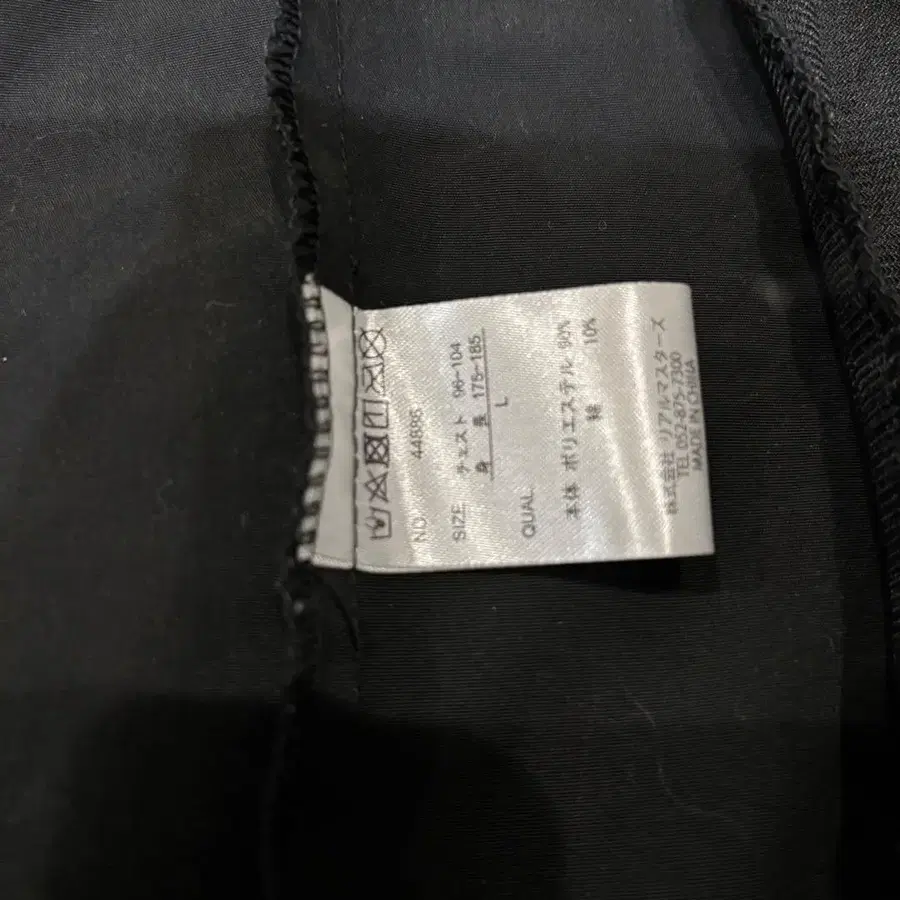 NO. 44886
SIZE チェスト 96-104
身 長 175-185
L
QUAL.
本体 ポリエステル 90%
綿 10%
株式会社 リアルマスターズ
TEL 052-875-7300
MADE IN CHINA